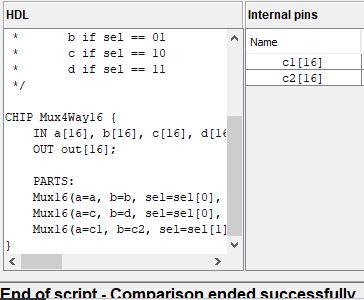 HDL
Internal pins
* b if sel == 01
* c if sel == 10
* d if sel == 11
*/
CHIP Mux4Way16 {
IN a[16], b[16], c[16], d[16
OUT out[16];
PARTS:
Mux16(a=a, b=b, sel=sel[0],
Mux16(a=c, b=d, sel=sel[0],
Mux16(a=c1, b=c2, sel=sel[1]
}
Name
c1[16]
c2[16]
End of script - Comparison ended successfully